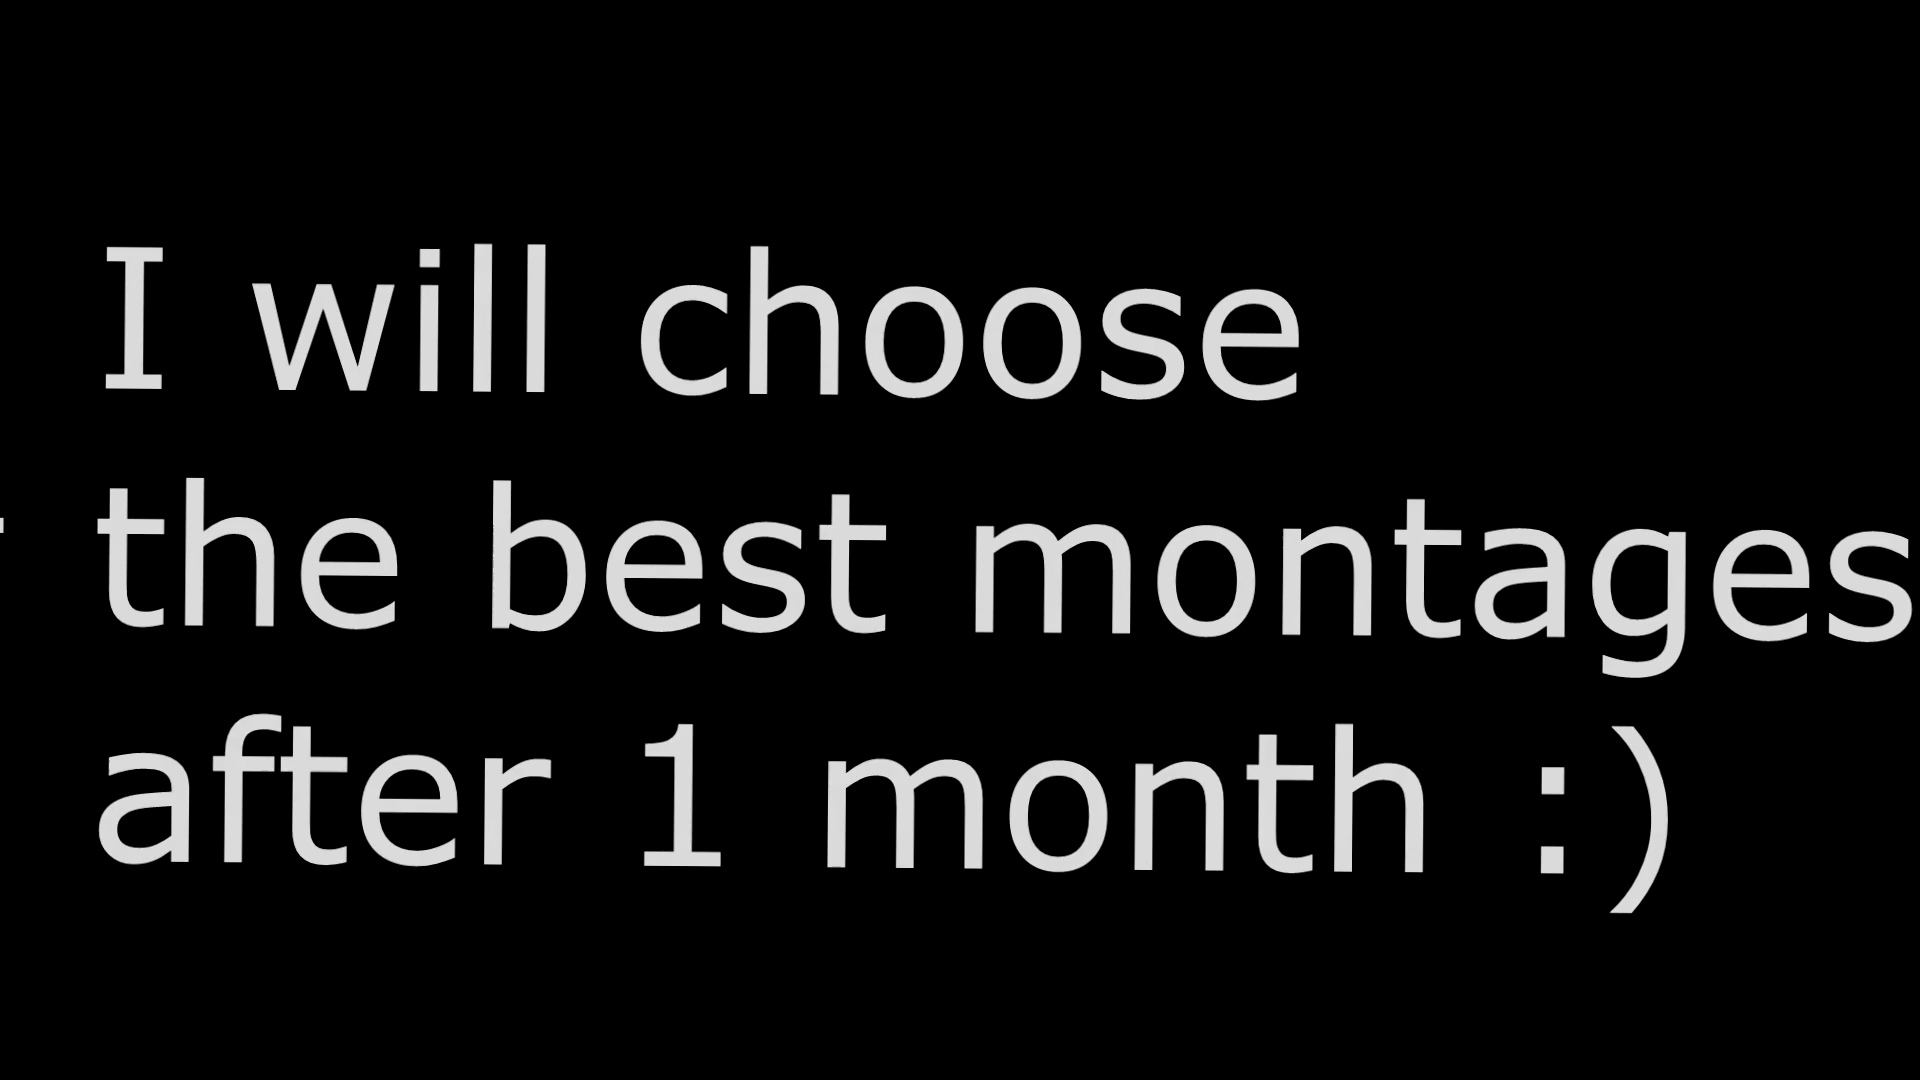 I will choose
the best montages
after 1 month :)